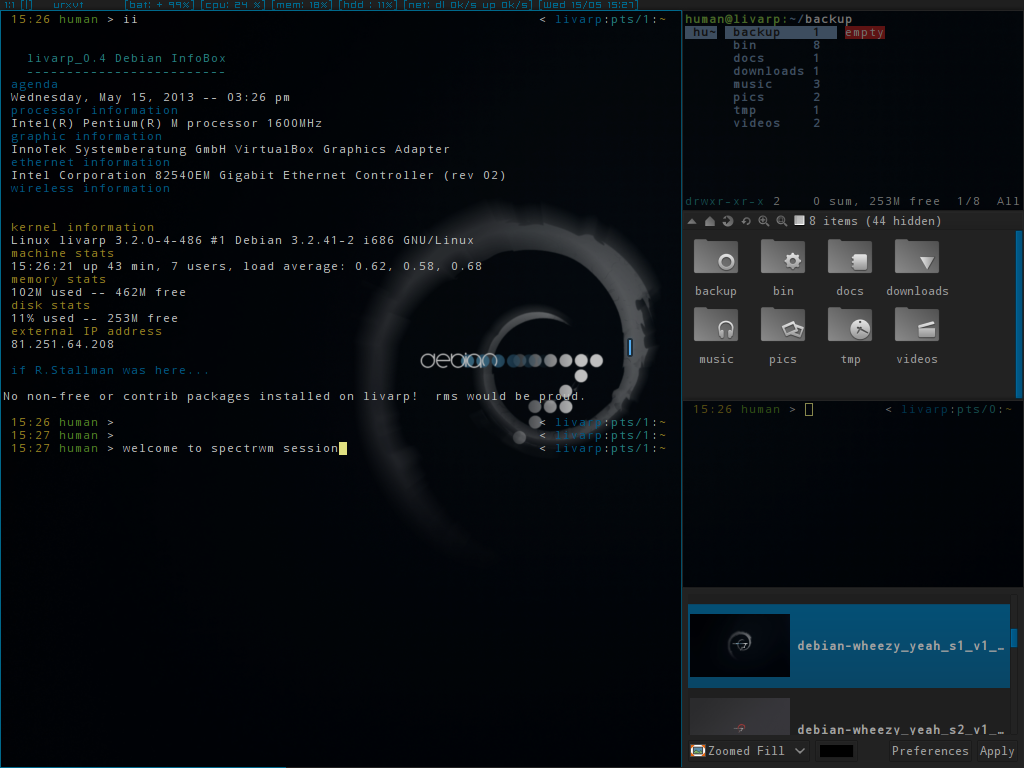 1:1 [|] urxvt [bat: + 99%] [cpu: 24 %] [mem: 18%] [hdd : 11%] [net: dl 0k/s up 0k/s] [Wed 15/05 15:27]
15:26 human > ii < livarp:pts/1:~
livarp_0.4 Debian InfoBox
-------------------------
agenda
Wednesday, May 15, 2013 -- 03:26 pm
processor information
Intel(R) Pentium(R) M processor 1600MHz
graphic information
InnoTek Systemberatung GmbH VirtualBox Graphics Adapter
ethernet information
Intel Corporation 82540EM Gigabit Ethernet Controller (rev 02)
wireless information
kernel information
Linux livarp 3.2.0-4-486 #1 Debian 3.2.41-2 i686 GNU/Linux
machine stats
15:26:21 up 43 min, 7 users, load average: 0.62, 0.58, 0.68
memory stats
102M used -- 462M free
disk stats
11% used -- 253M free
external IP address
81.251.64.208
debian
if R.Stallman was here...
No non-free or contrib packages installed on livarp!  rms would be proud.
15:26 human > < livarp:pts/1:~
15:27 human > < livarp:pts/1:~
15:27 human > welcome to spectrwm session < livarp:pts/1:~
human@livarp:~/backup
hu~ backup 1 empty
bin 8
docs 1
downloads 1
music 3
pics 2
tmp 1
videos 2
drwxr-xr-x 2 0 sum, 253M free 1/8 All
8 items (44 hidden)
backup bin docs downloads
music pics tmp videos
15:26 human > < livarp:pts/0:~
debian-wheezy_yeah_s1_v1_…
debian-wheezy_yeah_s2_v1_…
Zoomed Fill Preferences Apply